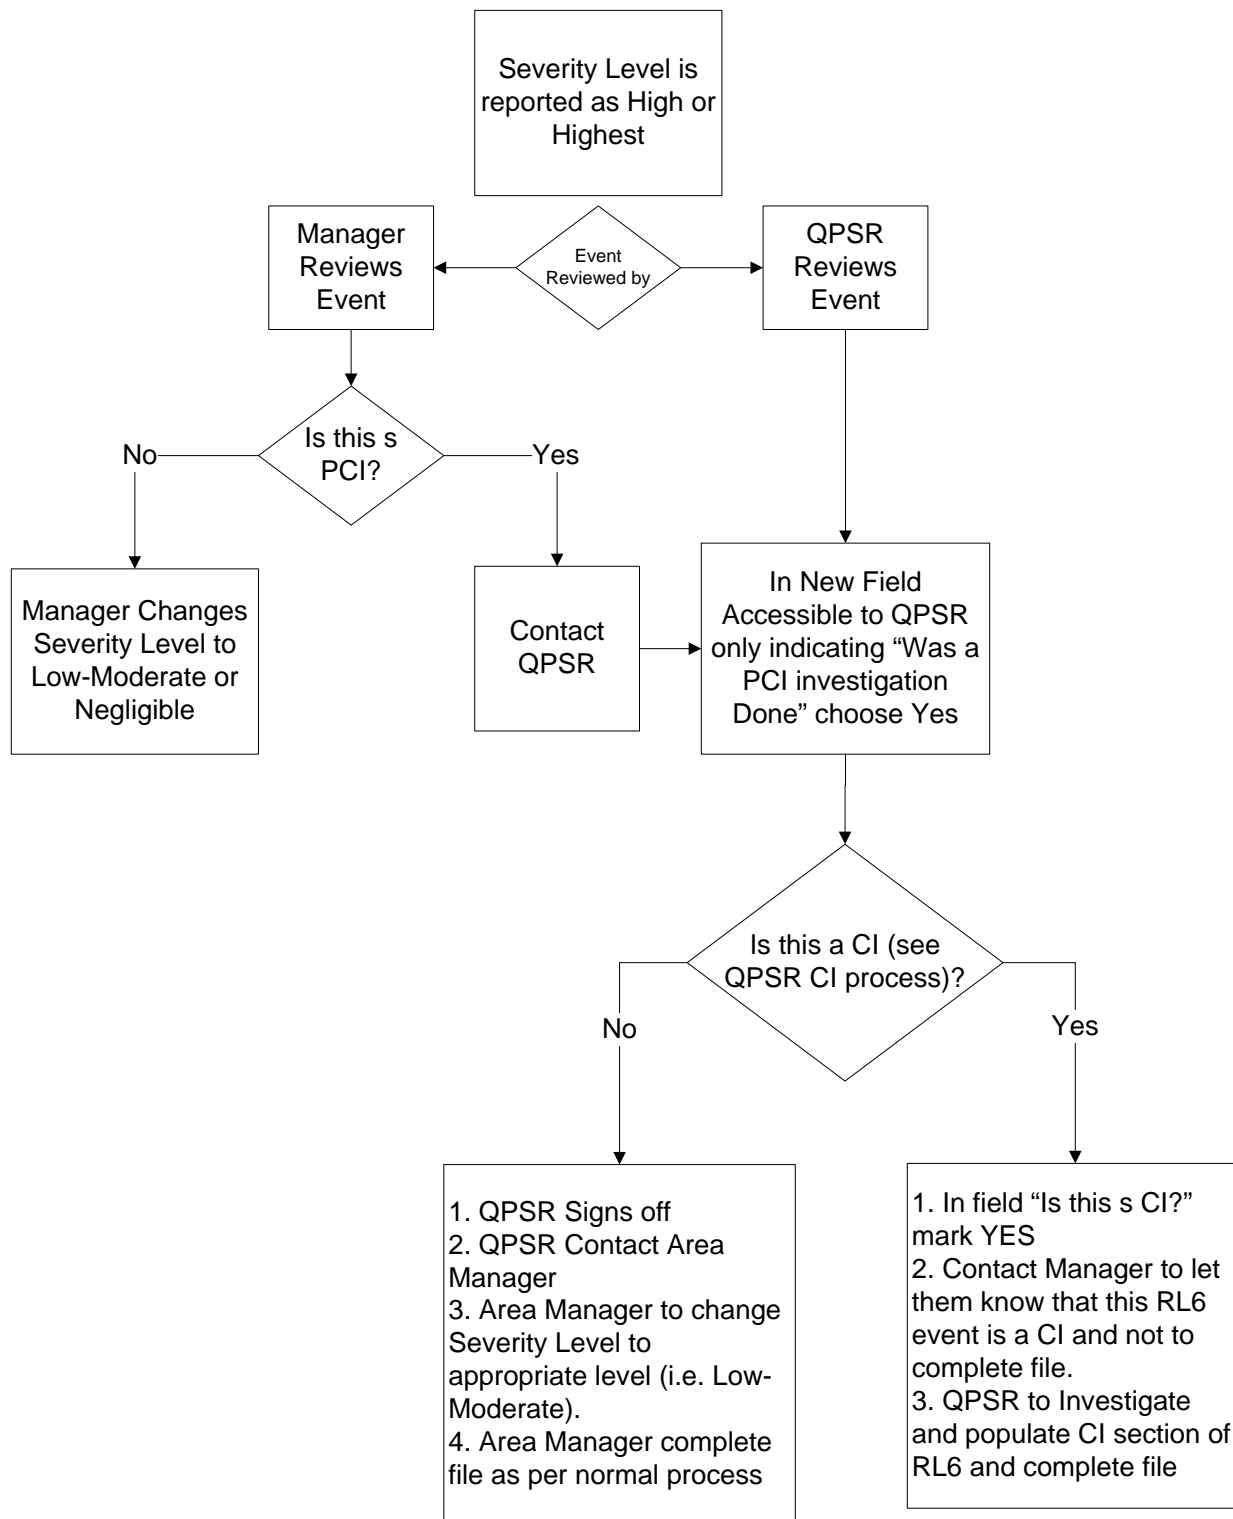 Severity Level is
reported as High or
Highest
Manager
Reviews
Event
Event
Reviewed by
QPSR
Reviews
Event
Is this s
PCI?
No
Yes
Manager Changes
Severity Level to
Low-Moderate or
Negligible
Contact
QPSR
In New Field
Accessible to QPSR
only indicating “Was a
PCI investigation
Done” choose Yes
Is this a CI (see
QPSR CI process)?
No
Yes
1. QPSR Signs off
2. QPSR Contact Area
Manager
3. Area Manager to change
Severity Level to
appropriate level (i.e. Low-
Moderate).
4. Area Manager complete
file as per normal process
1. In field “Is this s CI?”
mark YES
2. Contact Manager to let
them know that this RL6
event is a CI and not to
complete file.
3. QPSR to Investigate
and populate CI section of
RL6 and complete file